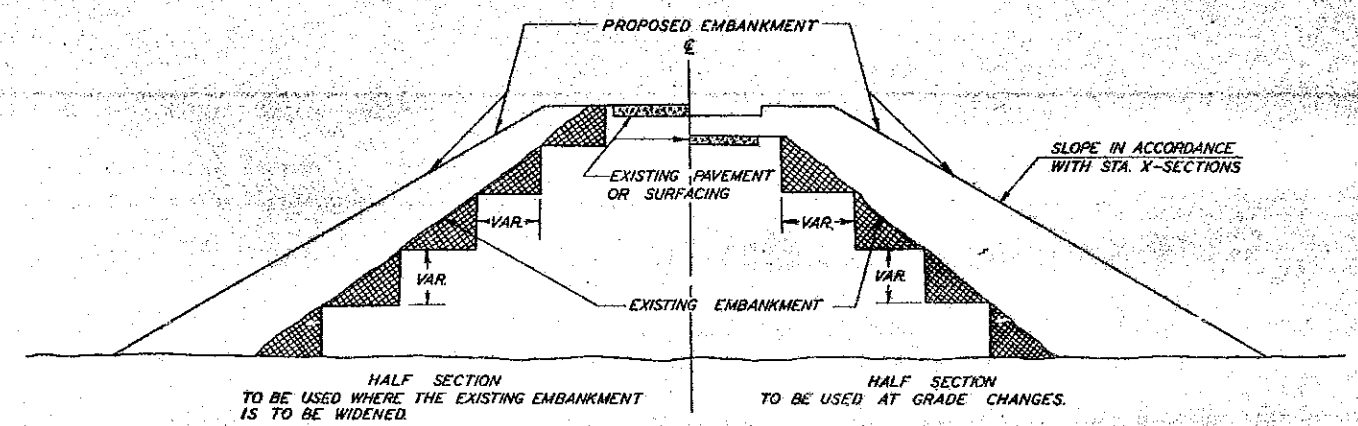 PROPOSED EMBANKMENT
℄
SLOPE IN ACCORDANCE
WITH STA. X-SECTIONS
EXISTING PAVEMENT
OR SURFACING
VAR.
VAR.
VAR.
VAR.
EXISTING EMBANKMENT
HALF SECTION
TO BE USED WHERE THE EXISTING EMBANKMENT
IS TO BE WIDENED.
HALF SECTION
TO BE USED AT GRADE CHANGES.